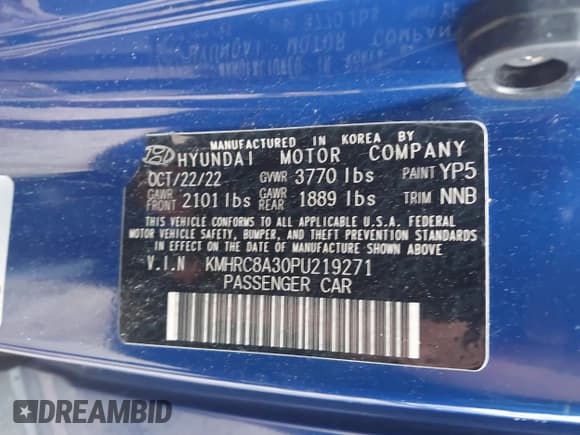 MANUFACTURED IN KOREA BY
HYUNDAI MOTOR COMPANY
OCT/22/22 GVWR 3770 lbs PAINT YP5
GAWR FRONT 2101 lbs GAWR REAR 1889 lbs TRIM NNB
THIS VEHICLE CONFORMS TO ALL APPLICABLE U.S.A. FEDERAL
MOTOR VEHICLE SAFETY, BUMPER, AND THEFT PREVENTION STANDARDS
IN EFFECT ON THE DATE OF MANUFACTURE SHOWN ABOVE
V.I.N KMHRC8A30PU219271
PASSENGER CAR
DREAMBID